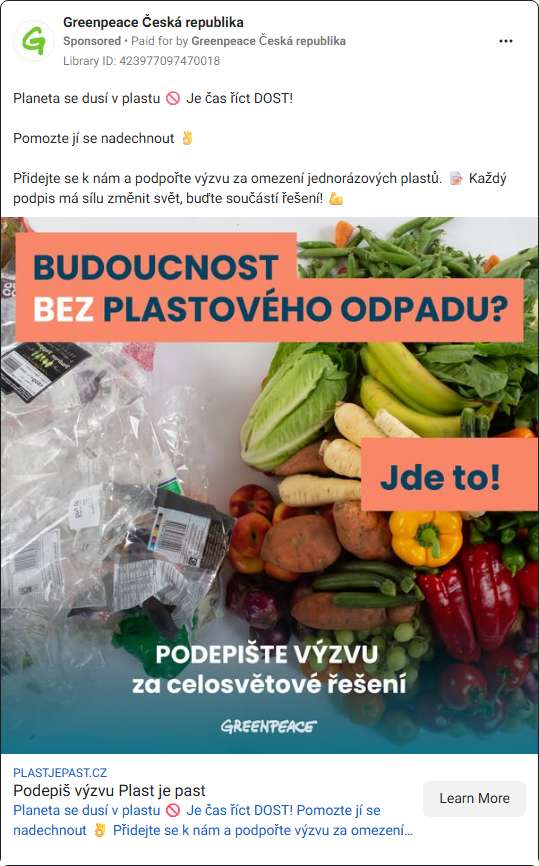 Greenpeace Česká republika
Sponsored • Paid for by Greenpeace Česká republika
Library ID: 423977097470018
Planeta se dusí v plastu 🚫 Je čas říct DOST!
Pomozte jí se nadechnout 👌
Přidejte se k nám a podpořte výzvu za omezení jednorázových plastů. 📝 Každý
podpis má sílu změnit svět, buďte součástí řešení! 💪
BUDOUCNOST
BEZ PLASTOVÉHO ODPADU?
Jde to!
PODEPIŠTE VÝZVU
za celosvětové řešení
GREENPEACE
PLASTJEPAST.CZ
Podepiš výzvu Plast je past
Planeta se dusí v plastu 🚫 Je čas říct DOST! Pomozte jí se
nadechnout 👌 Přidejte se k nám a podpořte výzvu za omezení…
Learn More